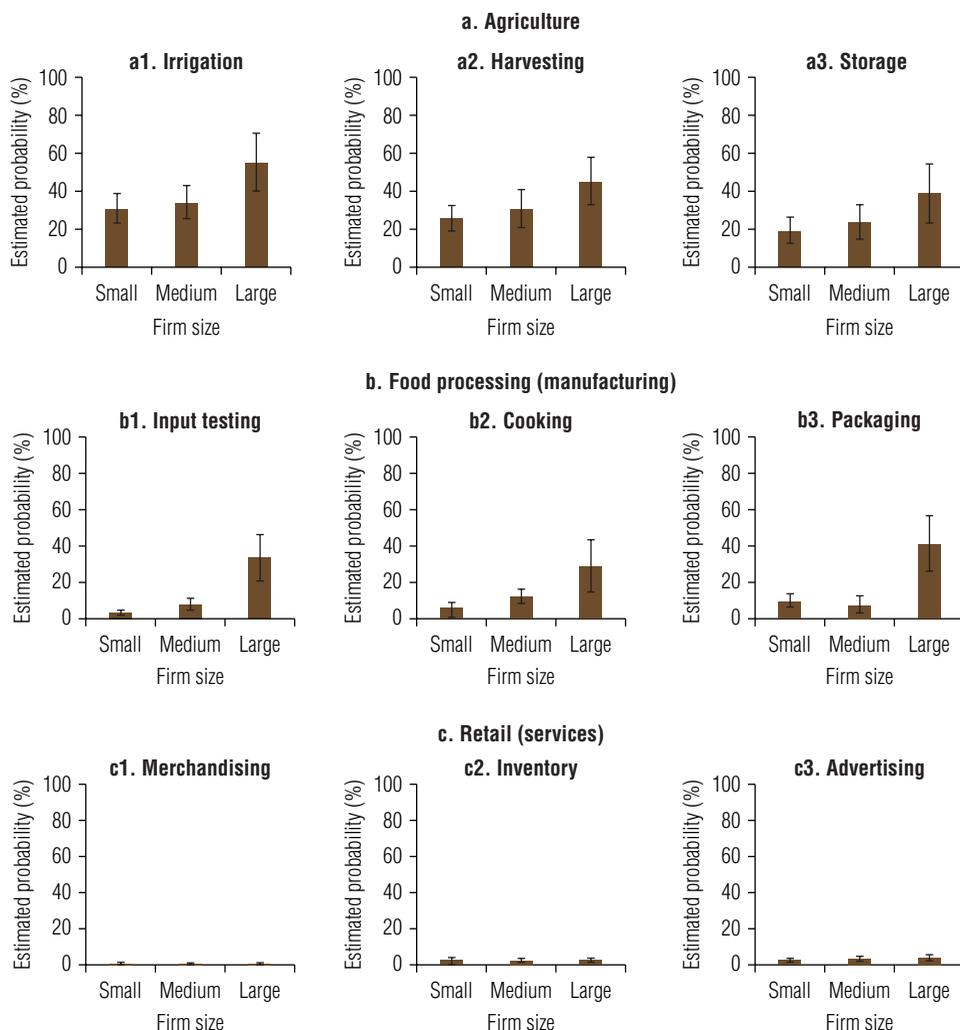 a. Agriculture
a1. Irrigation
Estimated probability (%)
100
80
60
40
20
0
Small Medium Large
Firm size
a2. Harvesting
Estimated probability (%)
100
80
60
40
20
0
Small Medium Large
Firm size
a3. Storage
Estimated probability (%)
100
80
60
40
20
0
Small Medium Large
Firm size
b. Food processing (manufacturing)
b1. Input testing
Estimated probability (%)
100
80
60
40
20
0
Small Medium Large
Firm size
b2. Cooking
Estimated probability (%)
100
80
60
40
20
0
Small Medium Large
Firm size
b3. Packaging
Estimated probability (%)
100
80
60
40
20
0
Small Medium Large
Firm size
c. Retail (services)
c1. Merchandising
Estimated probability (%)
100
80
60
40
20
0
Small Medium Large
Firm size
c2. Inventory
Estimated probability (%)
100
80
60
40
20
0
Small Medium Large
Firm size
c3. Advertising
Estimated probability (%)
100
80
60
40
20
0
Small Medium Large
Firm size